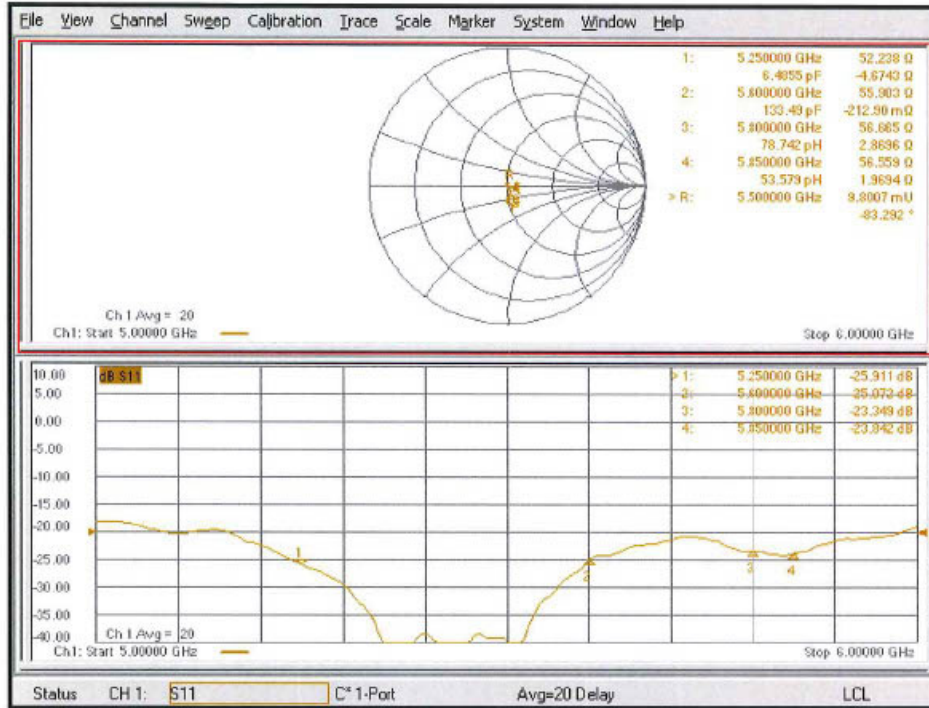 File View Channel Sweep Calibration Trace Scale Marker System Window Help
1: 5.250000 GHz 52.238 Ω
6.4855 pF -4.6743 Ω
2: 5.600000 GHz 55.903 Ω
133.49 pF -212.90 mΩ
3: 5.800000 GHz 56.665 Ω
78.742 pH 2.8696 Ω
4: 5.850000 GHz 56.559 Ω
53.579 pH 1.9694 Ω
> R: 5.500000 GHz 9.8007 mU
-83.292 °
Ch 1 Avg = 20
Ch1: Start 5.00000 GHz
Stop 6.00000 GHz
10.00
5.00
0.00
-5.00
-10.00
-15.00
-20.00
-25.00
-30.00
-35.00
-40.00
dB S11
> 1: 5.250000 GHz -25.911 dB
2: 5.600000 GHz -25.073 dB
3: 5.800000 GHz -23.349 dB
4: 5.850000 GHz -23.842 dB
1
2
3
4
Ch 1 Avg = 20
Ch1: Start 5.00000 GHz
Stop 6.00000 GHz
Status CH 1: S11 C* 1-Port Avg=20 Delay LCL